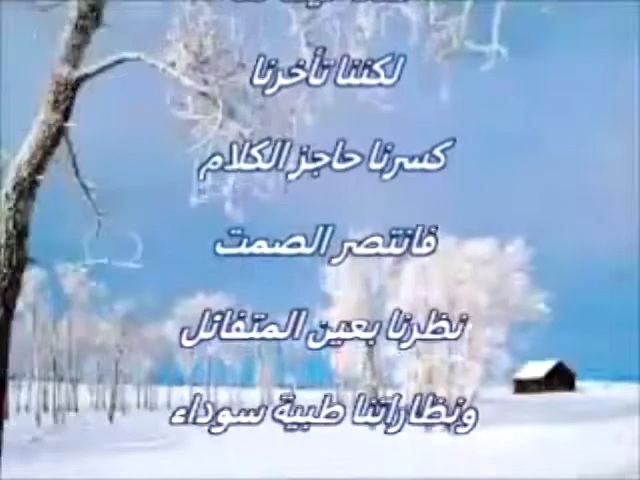 لكننا تأخرنا
كسرنا حاجز الكلام
فانتصر الصمت
نظرنا بعين المتفائل
ونظاراتنا طبية سوداء